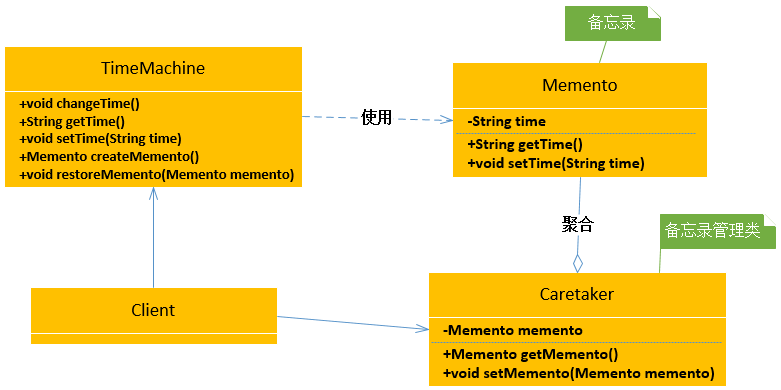 备忘录
TimeMachine
+void changeTime()
+String getTime()
+void setTime(String time)
+Memento createMemento()
+void restoreMemento(Memento memento)
使用
Memento
-String time
+String getTime()
+void setTime(String time)
聚合
备忘录管理类
Client
Caretaker
-Memento memento
+Memento getMemento()
+void setMemento(Memento memento)